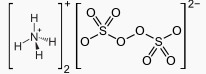 H + 2−
N+ H
H H
2
O O O O
S S
O O O O